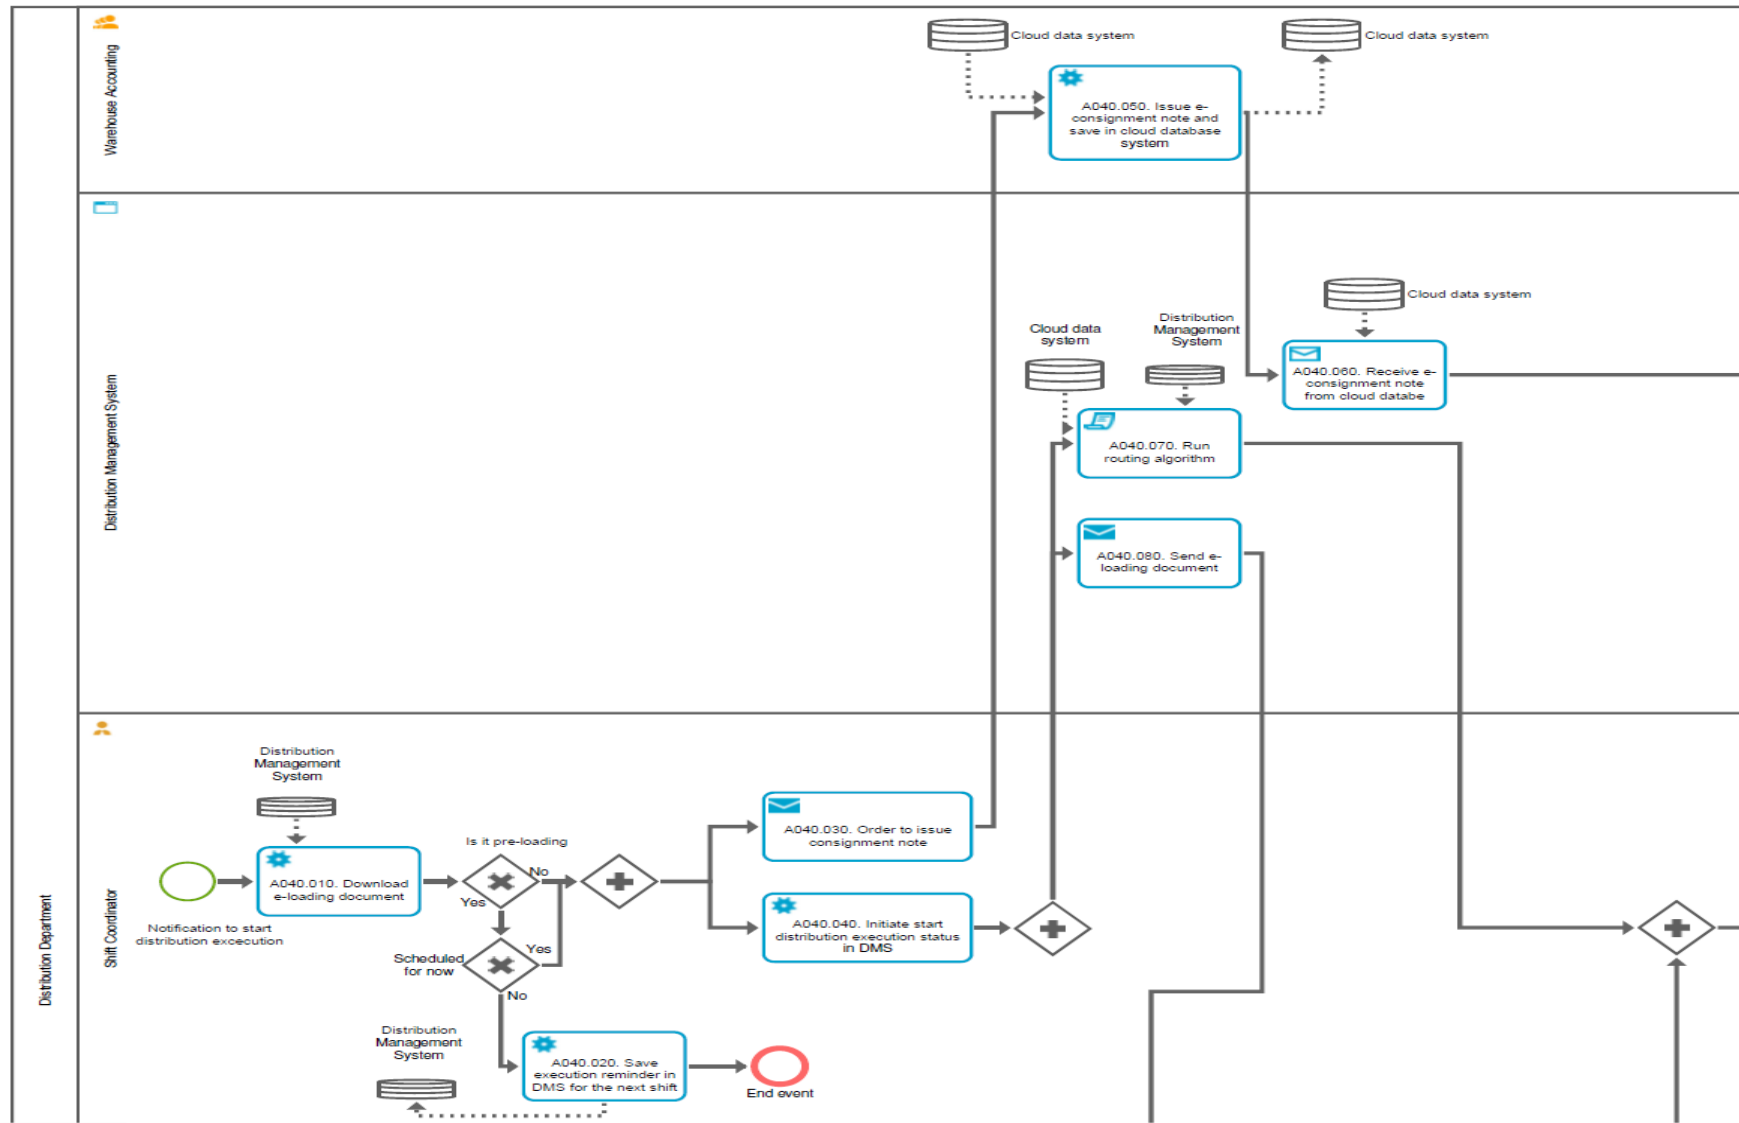 Warehouse Accounting
Cloud data system
Cloud data system
A040.050. Issue e-
consignment note and
save in cloud database
system
Distribution Management System
Cloud data system
Cloud data
system
Distribution
Management
System
A040.060. Receive e-
consignment note
from cloud databe
A040.070. Run
routing algorithm
A040.080. Send e-
loading document
Distribution Department
Shift Coordinator
Distribution
Management
System
Notification to start
distribution excecution
A040.010. Download
e-loading document
Is it pre-loading
No
Yes
Scheduled
for now
Yes
No
A040.030. Order to issue
consignment note
A040.040. Initiate start
distribution execution status
in DMS
Distribution
Management
System
A040.020. Save
execution reminder in
DMS for the next shift
End event